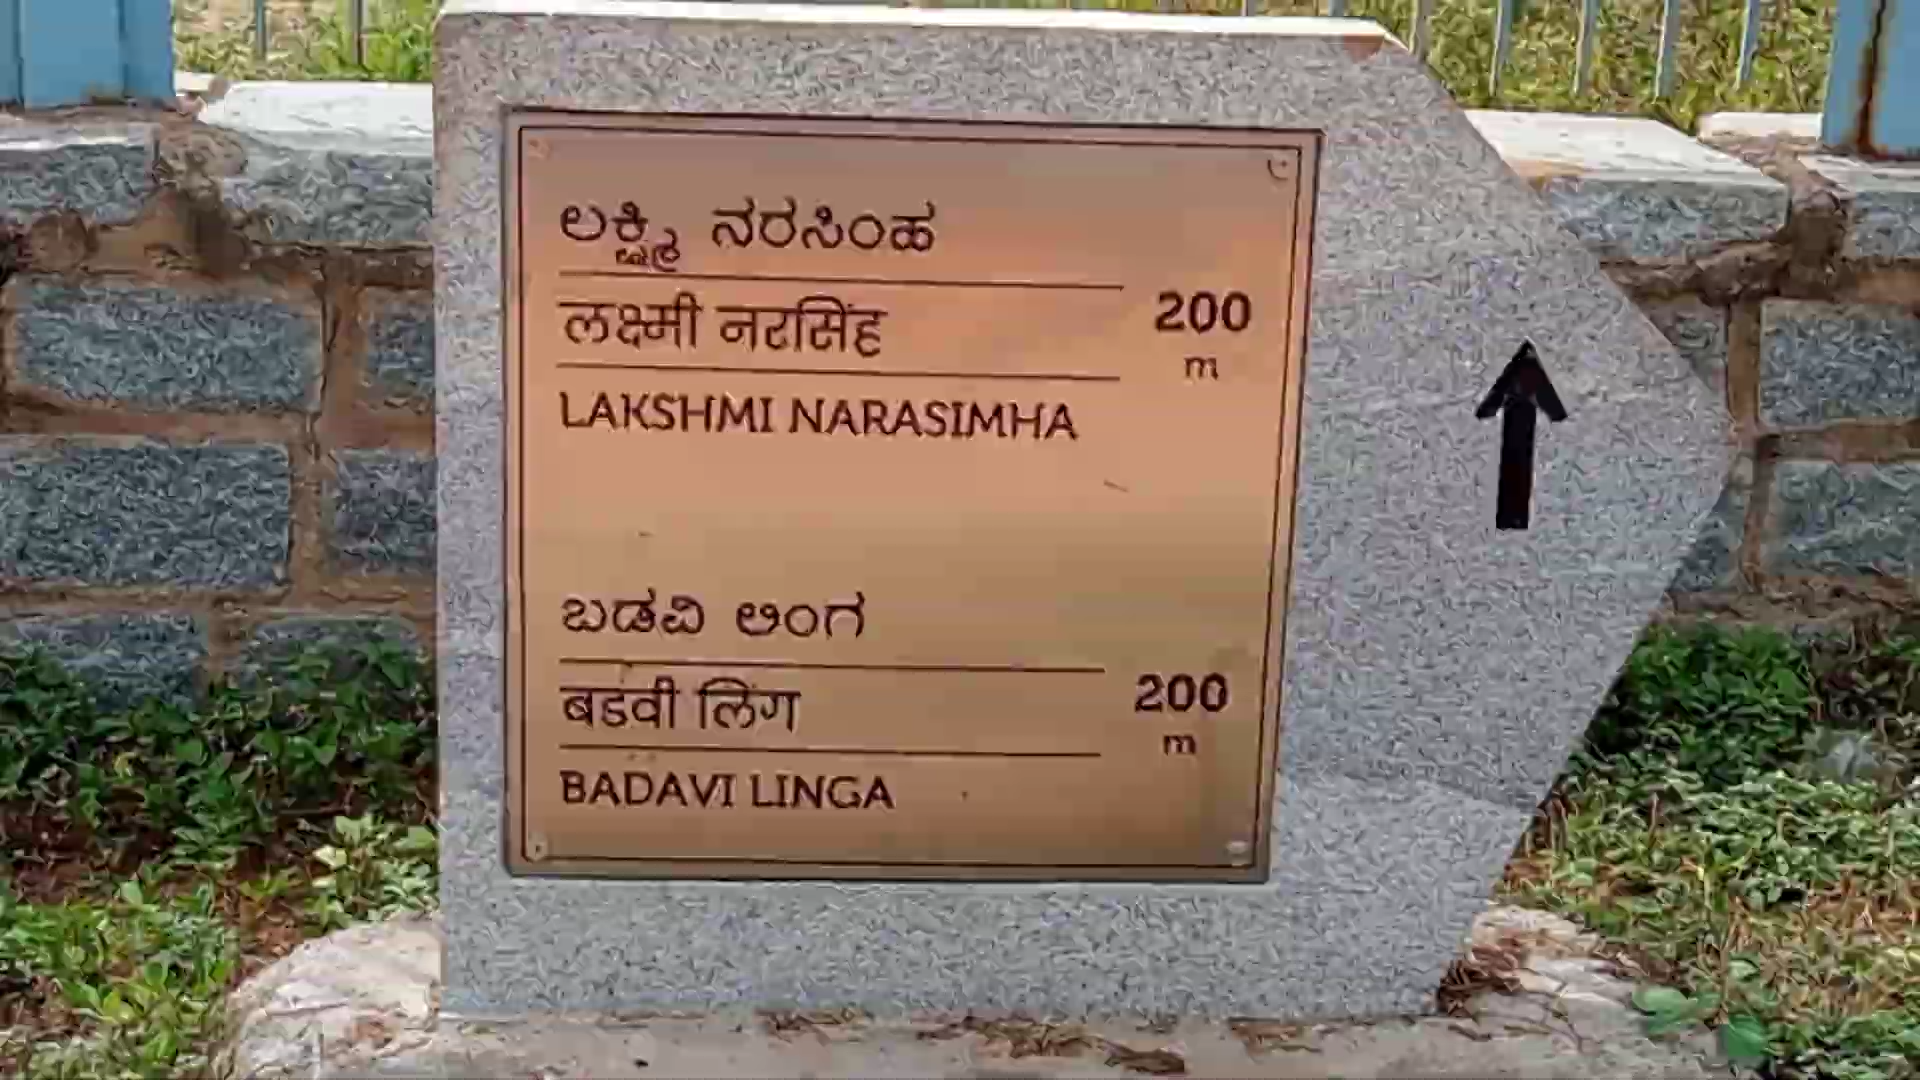 ಲಕ್ಷ್ಮಿ ನರಸಿಂಹ
लक्ष्मी नरसिंह
200
m
LAKSHMI NARASIMHA
ಬಡವಿ ಲಿಂಗ
बडवी लिंग
200
m
BADAVI LINGA